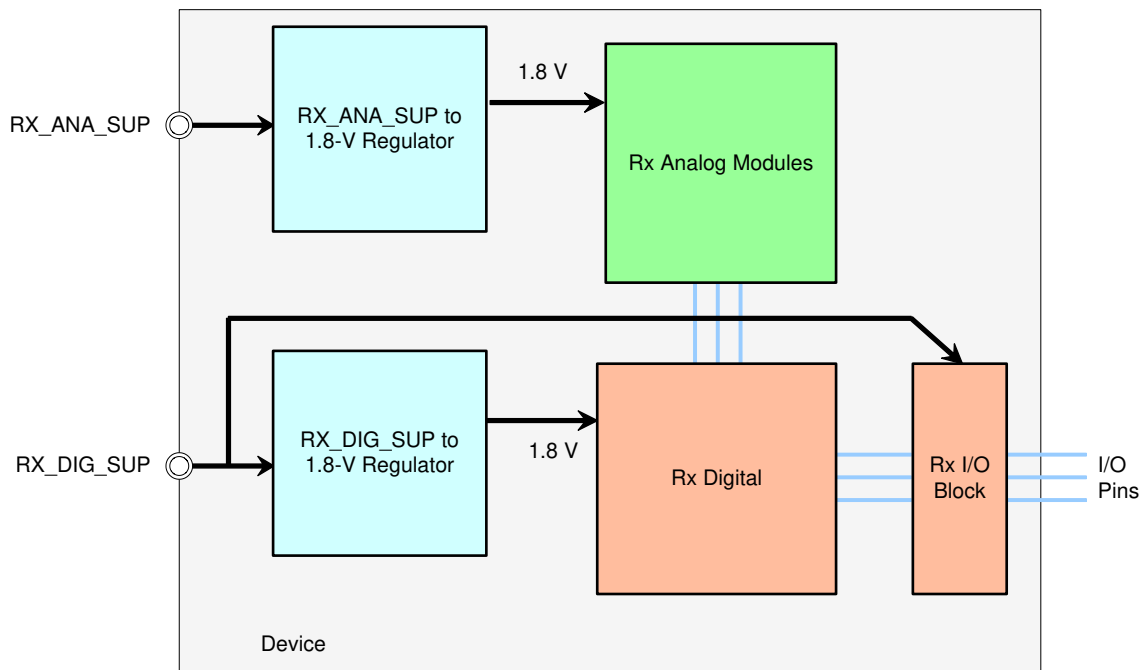 1.8 V
RX_ANA_SUP
RX_ANA_SUP to
1.8-V Regulator
Rx Analog Modules
RX_DIG_SUP
RX_DIG_SUP to
1.8-V Regulator
1.8 V
Rx Digital
Rx I/O
Block
I/O
Pins
Device